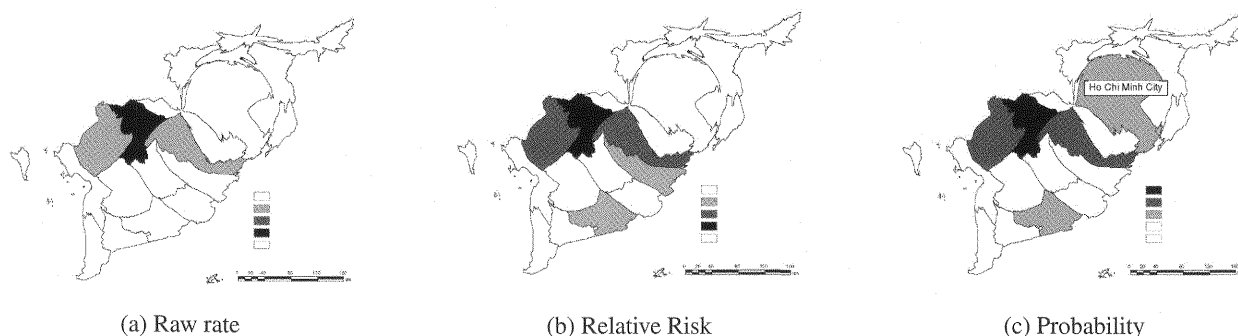 Ho Chi Minh City
(a) Raw rate
(b) Relative Risk
(c) Probability